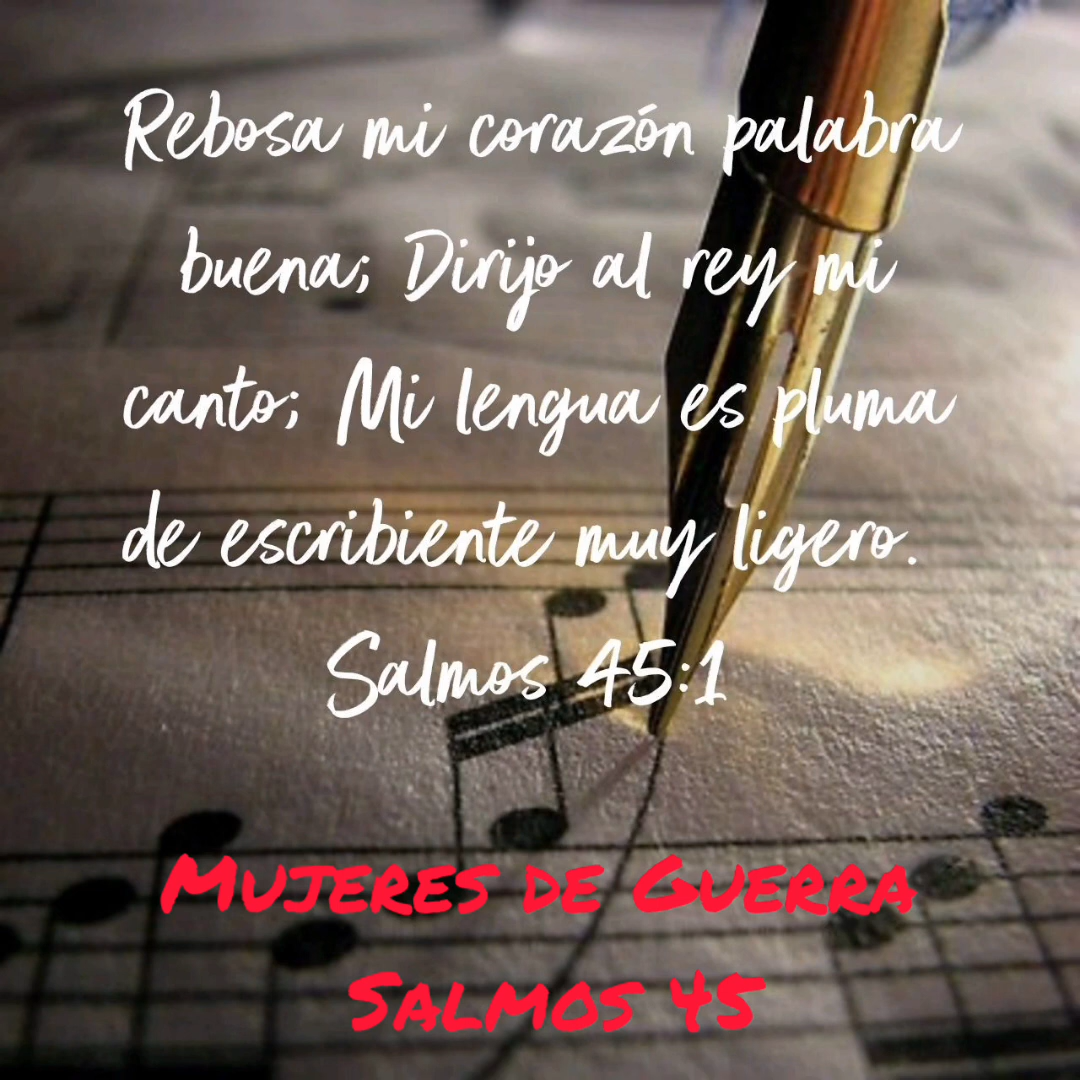 Rebosa mi corazón palabra
buena; Dirijo al rey mi
canto; Mi lengua es pluma
de escribiente muy ligero.
Salmos 45:1
Mujeres de Guerra
Salmos 45